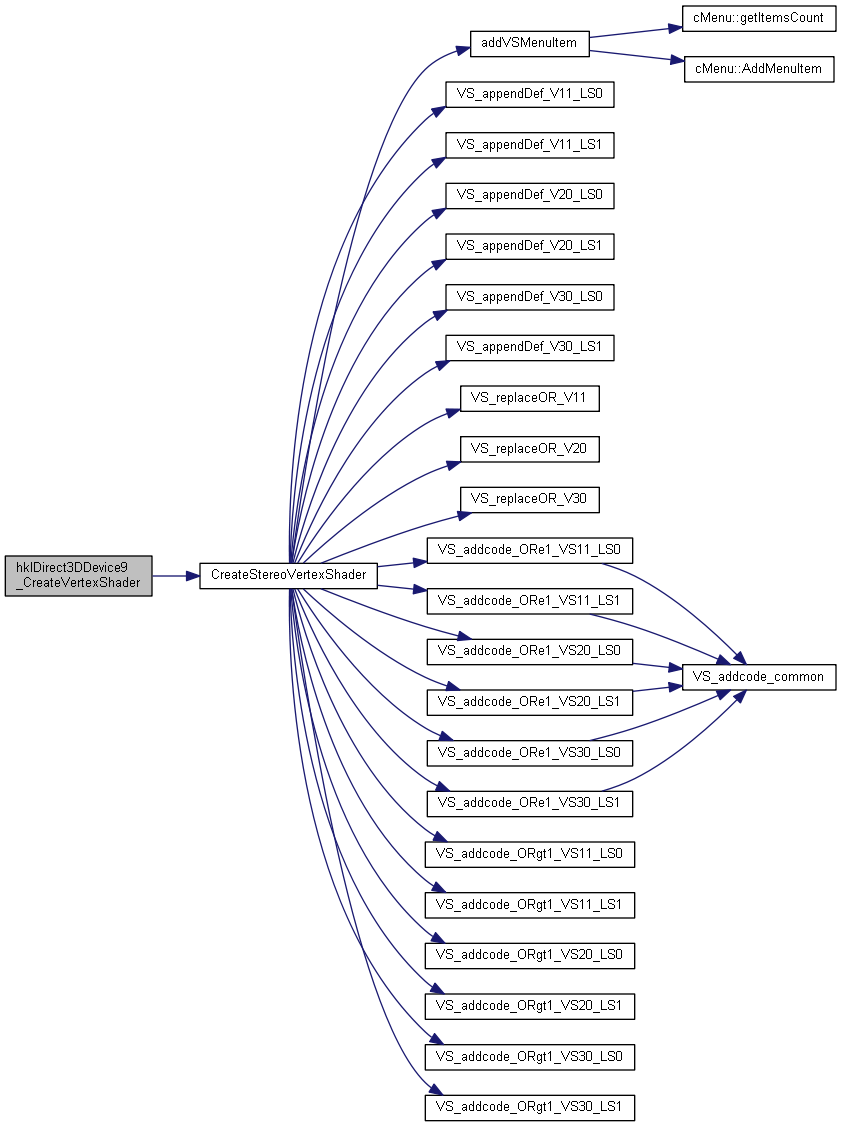 cMenu::getItemsCount
addVSMenuItem
cMenu::AddMenuItem
VS_appendDef_V11_LS0
VS_appendDef_V11_LS1
VS_appendDef_V20_LS0
VS_appendDef_V20_LS1
VS_appendDef_V30_LS0
VS_appendDef_V30_LS1
VS_replaceOR_V11
VS_replaceOR_V20
VS_replaceOR_V30
hkIDirect3DDevice9
_CreateVertexShader
CreateStereoVertexShader
VS_addcode_ORe1_VS11_LS0
VS_addcode_ORe1_VS11_LS1
VS_addcode_ORe1_VS20_LS0
VS_addcode_common
VS_addcode_ORe1_VS20_LS1
VS_addcode_ORe1_VS30_LS0
VS_addcode_ORe1_VS30_LS1
VS_addcode_ORgt1_VS11_LS0
VS_addcode_ORgt1_VS11_LS1
VS_addcode_ORgt1_VS20_LS0
VS_addcode_ORgt1_VS20_LS1
VS_addcode_ORgt1_VS30_LS0
VS_addcode_ORgt1_VS30_LS1